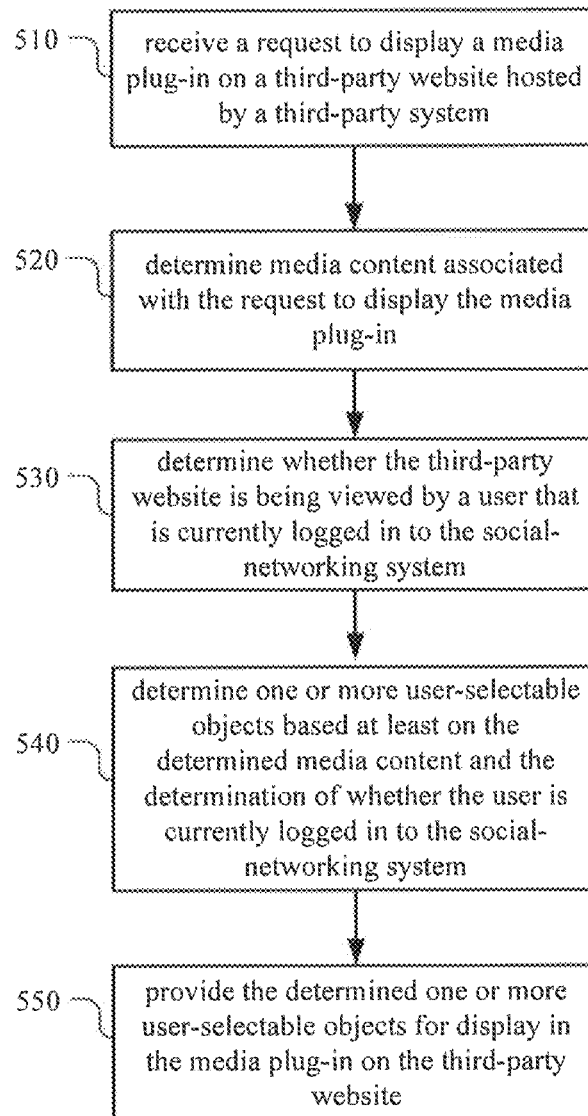 510
receive a request to display a media
plug-in on a third-party website hosted
by a third-party system
520
determine media content associated
with the request to display the media
plug-in
530
determine whether the third-party
website is being viewed by a user that
is currently logged in to the social-
networking system
540
determine one or more user-selectable
objects based at least on the
determined media content and the
determination of whether the user is
currently logged in to the social-
networking system
550
provide the determined one or more
user-selectable objects for display in
the media plug-in on the third-party
website